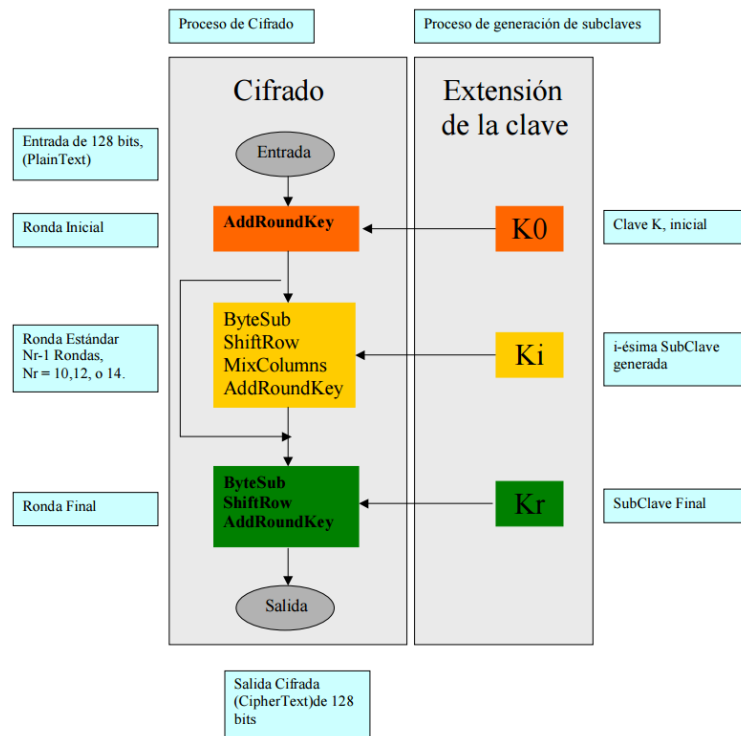 Proceso de Cifrado
Proceso de generación de subclaves
Cifrado
Extensión
de la clave
Entrada de 128 bits,
(PlainText)
Entrada
Ronda Inicial
AddRoundKey
K0
Clave K, inicial
Ronda Estándar
Nr-1 Rondas,
Nr = 10,12, o 14.
ByteSub
ShiftRow
MixColumns
AddRoundKey
Ki
i-ésima SubClave
generada
Ronda Final
ByteSub
ShiftRow
AddRoundKey
Kr
SubClave Final
Salida
Salida Cifrada
(CipherText)de 128
bits